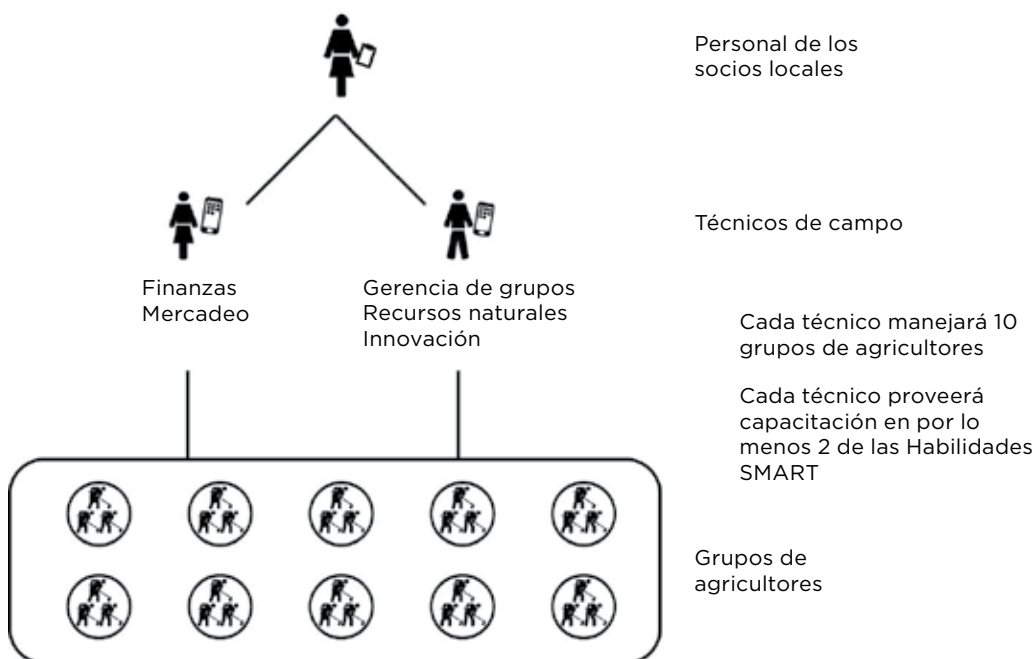 Personal de los
socios locales
Técnicos de campo
Finanzas
Mercadeo
Gerencia de grupos
Recursos naturales
Innovación
Cada técnico manejará 10
grupos de agricultores
Cada técnico proveerá
capacitación en por lo
menos 2 de las Habilidades
SMART
Grupos de
agricultores